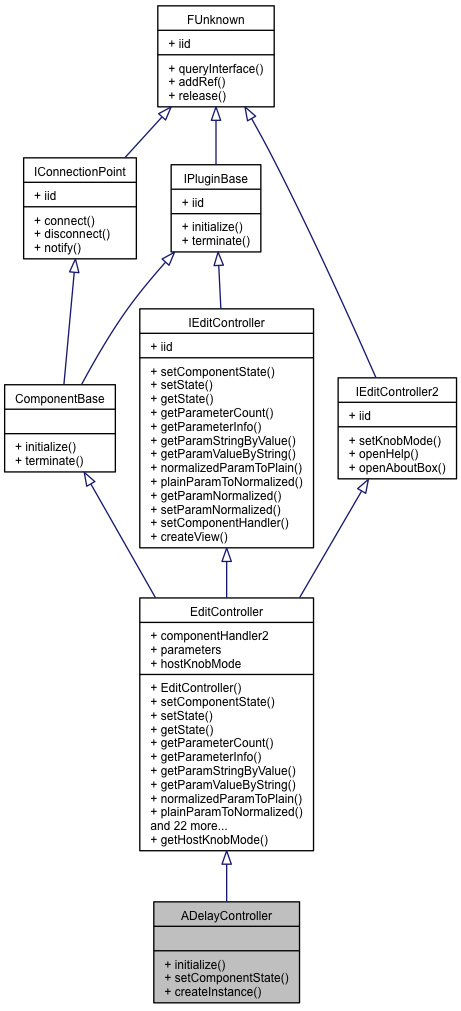 FUnknown
+ iid
+ queryInterface()
+ addRef()
+ release()
IConnectionPoint
+ iid
+ connect()
+ disconnect()
+ notify()
IPluginBase
+ iid
+ initialize()
+ terminate()
IEditController
+ iid
+ setComponentState()
+ setState()
+ getState()
+ getParameterCount()
+ getParameterInfo()
+ getParamStringByValue()
+ getParamValueByString()
+ normalizedParamToPlain()
+ plainParamToNormalized()
+ getParamNormalized()
+ setParamNormalized()
+ setComponentHandler()
+ createView()
ComponentBase
+ initialize()
+ terminate()
IEditController2
+ iid
+ setKnobMode()
+ openHelp()
+ openAboutBox()
EditController
+ componentHandler2
+ parameters
+ hostKnobMode
+ EditController()
+ setComponentState()
+ setState()
+ getState()
+ getParameterCount()
+ getParameterInfo()
+ getParamStringByValue()
+ getParamValueByString()
+ normalizedParamToPlain()
+ plainParamToNormalized()
and 22 more...
+ getHostKnobMode()
ADelayController
+ initialize()
+ setComponentState()
+ createInstance()